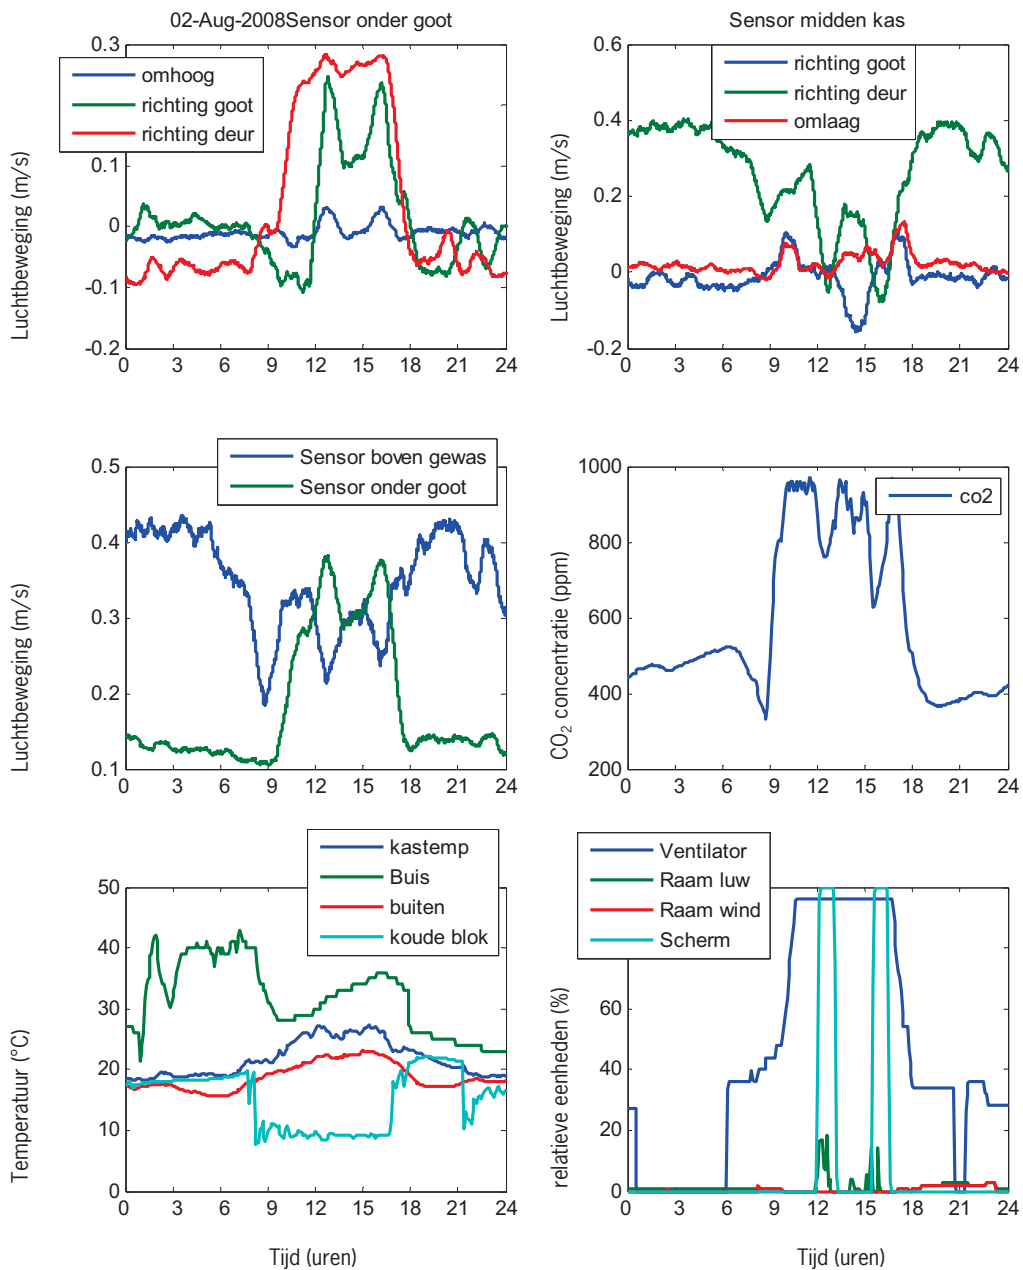 02-Aug-2008Sensor onder goot
Luchtbeweging (m/s)
0.3
0.2
0.1
0
-0.1
-0.2
0 3 6 9 12 15 18 21 24
omhoog
richting goot
richting deur
Sensor midden kas
Luchtbeweging (m/s)
0.6
0.4
0.2
0
-0.2
0 3 6 9 12 15 18 21 24
richting goot
richting deur
omlaag
Luchtbeweging (m/s)
0.5
0.4
0.3
0.2
0.1
0 3 6 9 12 15 18 21 24
Sensor boven gewas
Sensor onder goot
CO₂ concentratie (ppm)
1000
800
600
400
200
0 3 6 9 12 15 18 21 24
co2
Temperatuur (°C)
50
40
30
20
10
0
0 3 6 9 12 15 18 21 24
kastemp
Buis
buiten
koude blok
Tijd (uren)
relatieve eenheden (%)
80
60
40
20
0
0 3 6 9 12 15 18 21 24
Ventilator
Raam luw
Raam wind
Scherm
Tijd (uren)